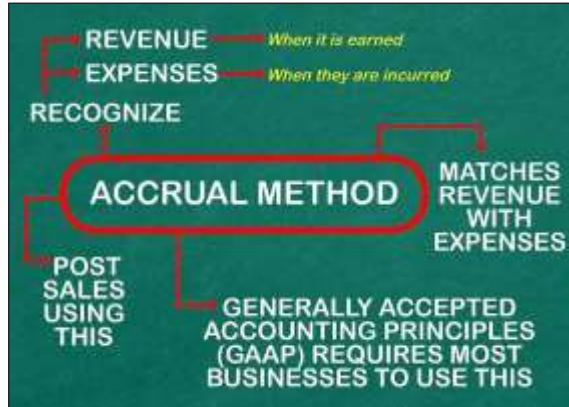 REVENUE When it is earned
EXPENSES When they are incurred
RECOGNIZE
ACCRUAL METHOD
MATCHES
REVENUE
WITH
EXPENSES
POST
SALES
USING
THIS
GENERALLY ACCEPTED
ACCOUNTING PRINCIPLES
(GAAP) REQUIRES MOST
BUSINESSES TO USE THIS